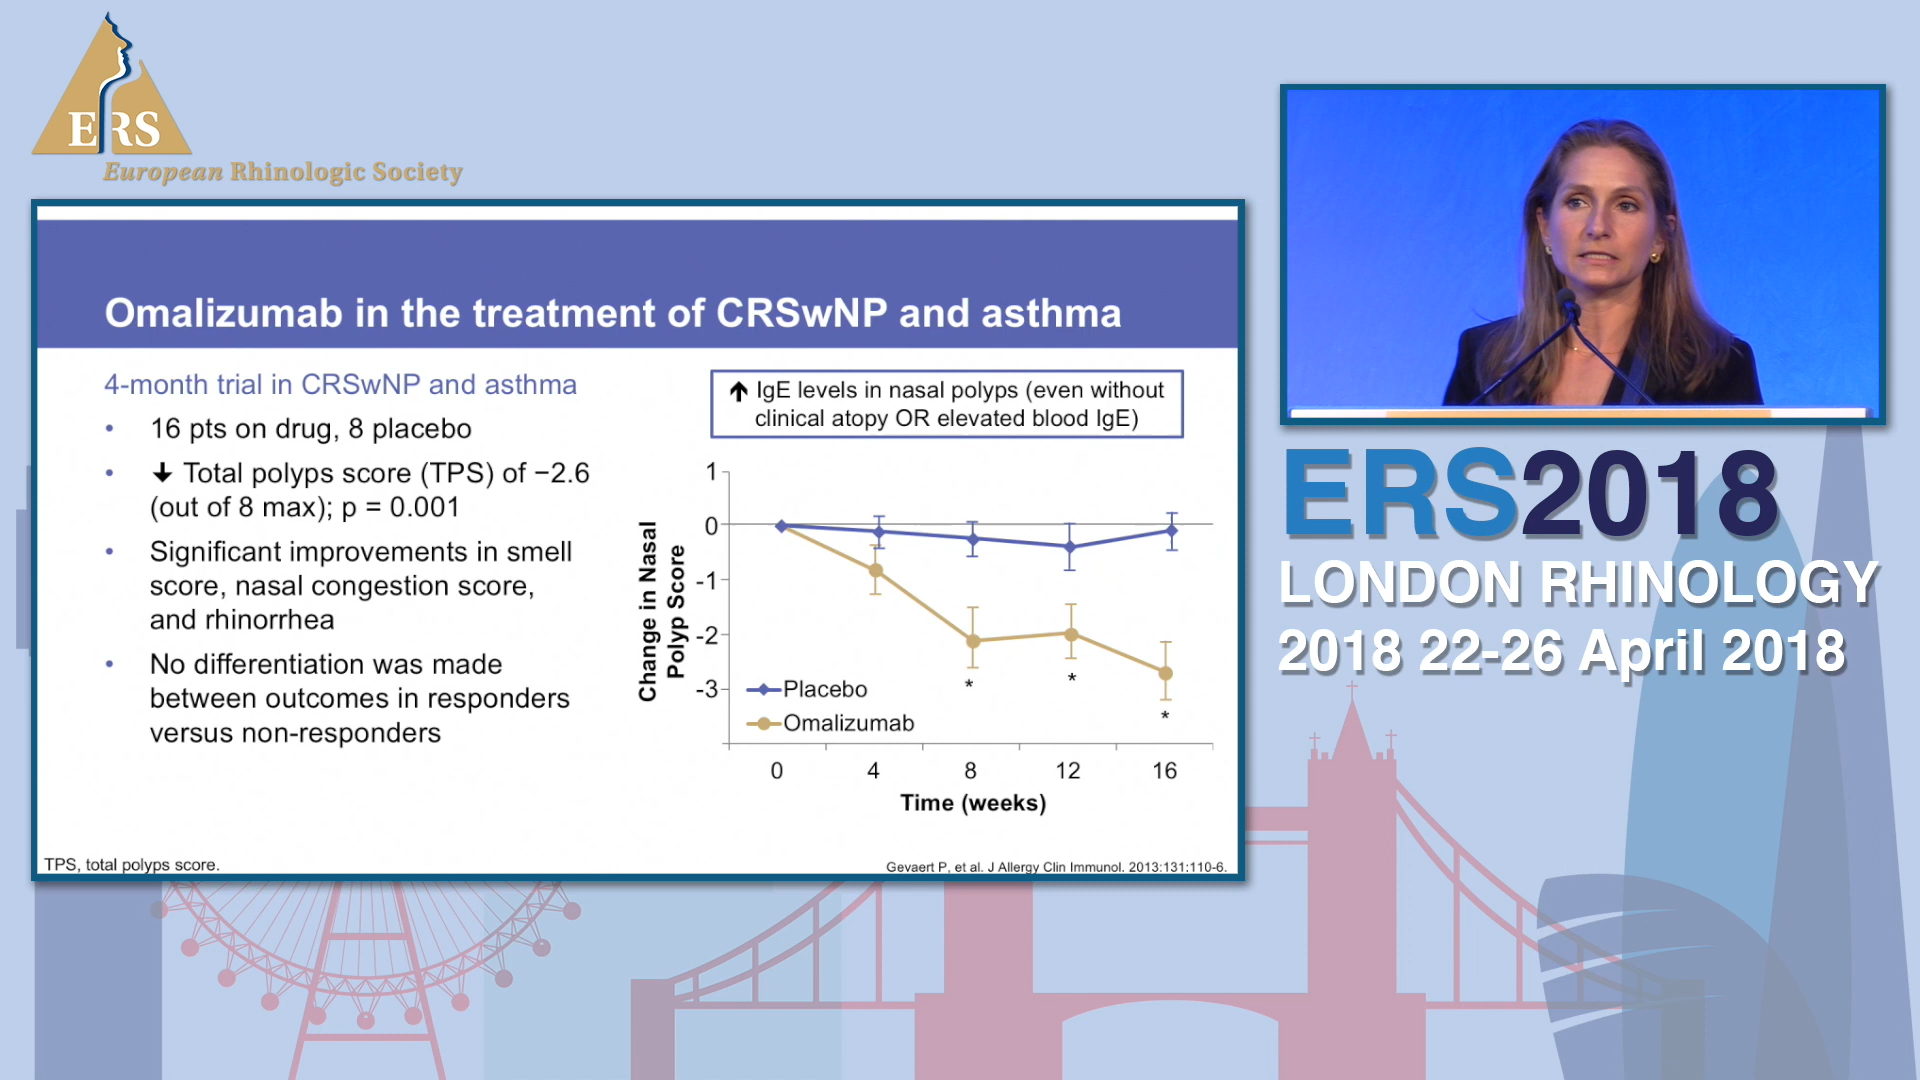 ERS
European Rhinologic Society
Omalizumab in the treatment of CRSwNP and asthma
4-month trial in CRSwNP and asthma
• 16 pts on drug, 8 placebo
• 🡻 Total polyps score (TPS) of −2.6
(out of 8 max); p = 0.001
• Significant improvements in smell
score, nasal congestion score,
and rhinorrhea
• No differentiation was made
between outcomes in responders
versus non-responders
🡹 IgE levels in nasal polyps (even without
clinical atopy OR elevated blood IgE)
Change in Nasal
Polyp Score
1
0
-1
-2
-3
* * *
Placebo
Omalizumab
0 4 8 12 16
Time (weeks)
TPS, total polyps score.
Gevaert P, et al. J Allergy Clin Immunol. 2013:131:110-6.
ERS2018
LONDON RHINOLOGY
2018 22-26 April 2018